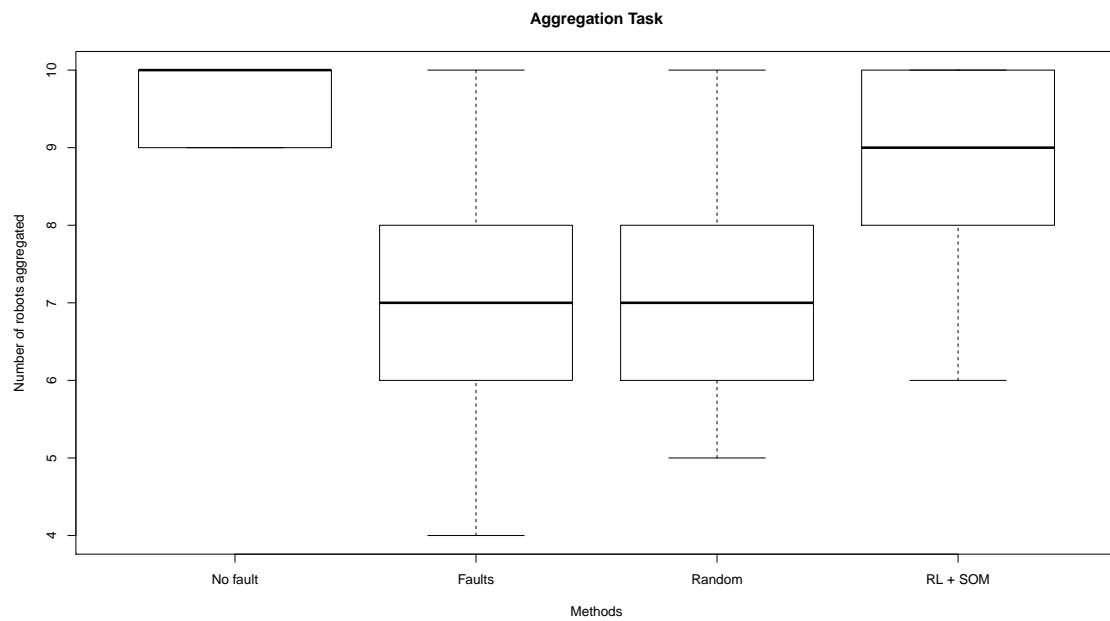 Aggregation Task
Number of robots aggregated
10
9
8
7
6
5
4
No fault Faults Random RL + SOM
Methods